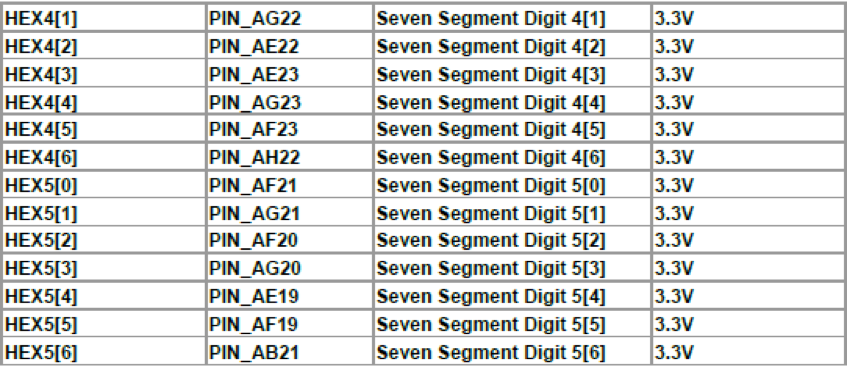 HEX4[1] PIN_AG22 Seven Segment Digit 4[1] 3.3V
HEX4[2] PIN_AE22 Seven Segment Digit 4[2] 3.3V
HEX4[3] PIN_AE23 Seven Segment Digit 4[3] 3.3V
HEX4[4] PIN_AG23 Seven Segment Digit 4[4] 3.3V
HEX4[5] PIN_AF23 Seven Segment Digit 4[5] 3.3V
HEX4[6] PIN_AH22 Seven Segment Digit 4[6] 3.3V
HEX5[0] PIN_AF21 Seven Segment Digit 5[0] 3.3V
HEX5[1] PIN_AG21 Seven Segment Digit 5[1] 3.3V
HEX5[2] PIN_AF20 Seven Segment Digit 5[2] 3.3V
HEX5[3] PIN_AG20 Seven Segment Digit 5[3] 3.3V
HEX5[4] PIN_AE19 Seven Segment Digit 5[4] 3.3V
HEX5[5] PIN_AF19 Seven Segment Digit 5[5] 3.3V
HEX5[6] PIN_AB21 Seven Segment Digit 5[6] 3.3V